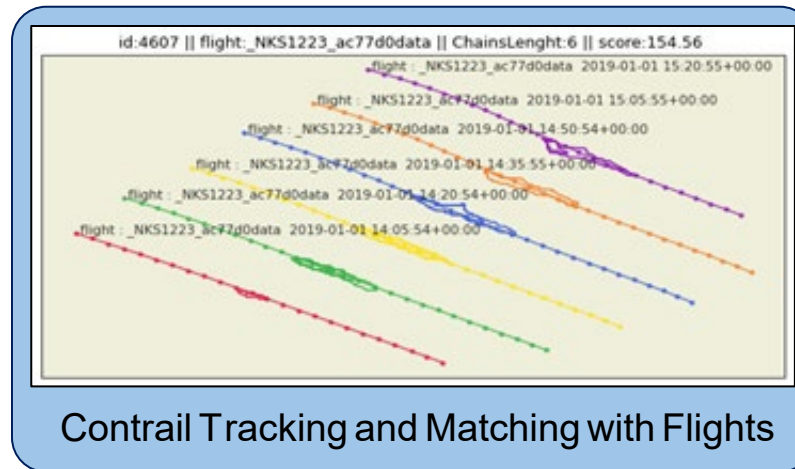 id:4607 || flight:_NKS1223_ac77d0data || ChainsLenght:6 || score:154.56
flight : _NKS1223_ac77d0data 2019-01-01 15:20:55+00:00
flight : _NKS1223_ac77d0data 2019-01-01 15:05:55+00:00
flight : _NKS1223_ac77d0data 2019-01-01 14:50:54+00:00
flight : _NKS1223_ac77d0data 2019-01-01 14:35:55+00:00
flight : _NKS1223_ac77d0data 2019-01-01 14:20:54+00:00
flight : _NKS1223_ac77d0data 2019-01-01 14:05:54+00:00
Contrail Tracking and Matching with Flights